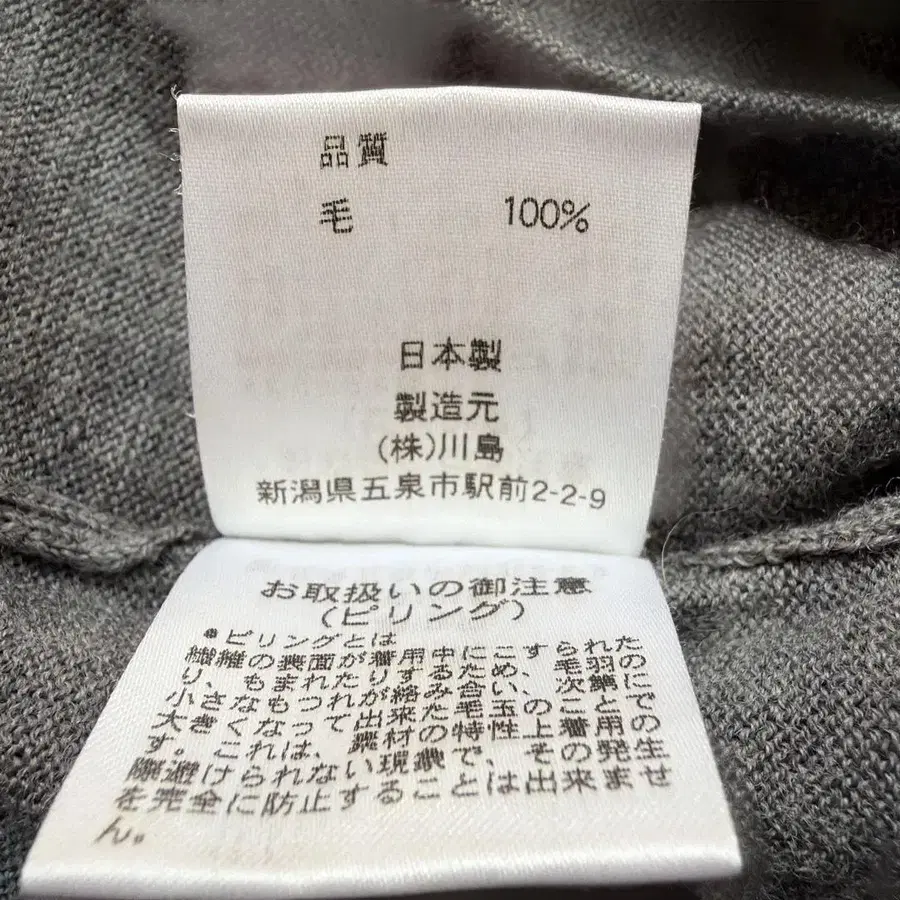 品質
毛 100%
日本製
製造元
(株)川島
新潟県五泉市駅前2-2-9
お取扱いの御注意
(ピリング)
●ピリングとは
繊維の表面が着用中にこすられた
り、もまれたりするため、毛羽の
小さなもつれが絡み合い、次第に
大きくなって出来た毛玉のことで
す。これは、素材の特性上着用の
際避けられない現象で、その発生
を完全に防止することは出来ませ
ん。